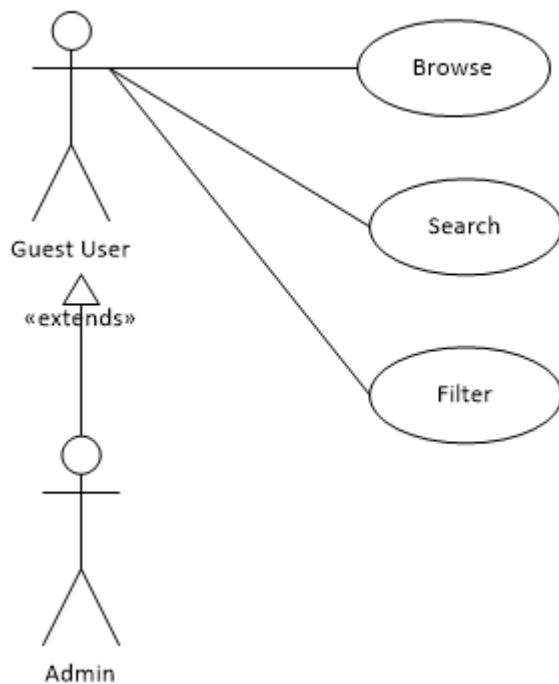 Browse
Search
Guest User
«extends»
Filter
Admin